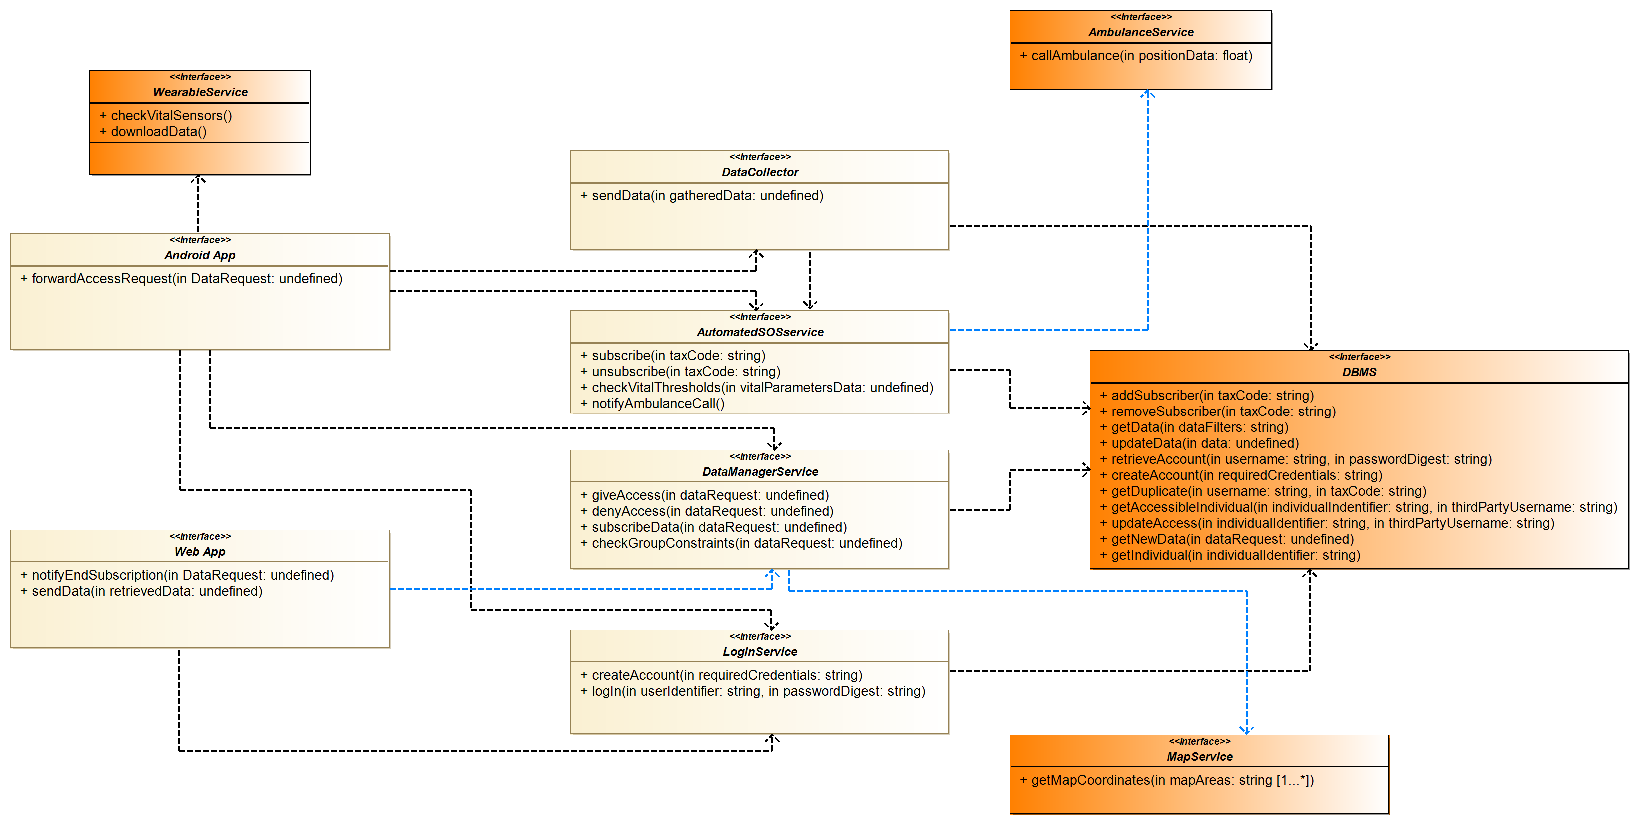 <<Interface>>
AmbulanceService
+ callAmbulance(in positionData: float)
<<Interface>>
WearableService
+ checkVitalSensors()
+ downloadData()
<<Interface>>
DataCollector
+ sendData(in gatheredData: undefined)
<<Interface>>
Android App
+ forwardAccessRequest(in DataRequest: undefined)
<<Interface>>
AutomatedSOSservice
+ subscribe(in taxCode: string)
+ unsubscribe(in taxCode: string)
+ checkVitalThresholds(in vitalParametersData: undefined)
+ notifyAmbulanceCall()
<<Interface>>
DBMS
+ addSubscriber(in taxCode: string)
+ removeSubscriber(in taxCode: string)
+ getData(in dataFilters: string)
+ updateData(in data: undefined)
+ retrieveAccount(in username: string, in passwordDigest: string)
+ createAccount(in requiredCredentials: string)
+ getDuplicate(in username: string, in taxCode: string)
+ getAccessibleIndividual(in individualIndentifier: string, in thirdPartyUsername: string)
+ updateAccess(in individualIdentifier: string, in thirdPartyUsername: string)
+ getNewData(in dataRequest: undefined)
+ getIndividual(in individualIdentifier: string)
<<Interface>>
DataManagerService
+ giveAccess(in dataRequest: undefined)
+ denyAccess(in dataRequest: undefined)
+ subscribeData(in dataRequest: undefined)
+ checkGroupConstraints(in dataRequest: undefined)
<<Interface>>
Web App
+ notifyEndSubscription(in DataRequest: undefined)
+ sendData(in retrievedData: undefined)
<<Interface>>
LogInService
+ createAccount(in requiredCredentials: string)
+ logIn(in userIdentifier: string, in passwordDigest: string)
<<Interface>>
MapService
+ getMapCoordinates(in mapAreas: string [1...*])